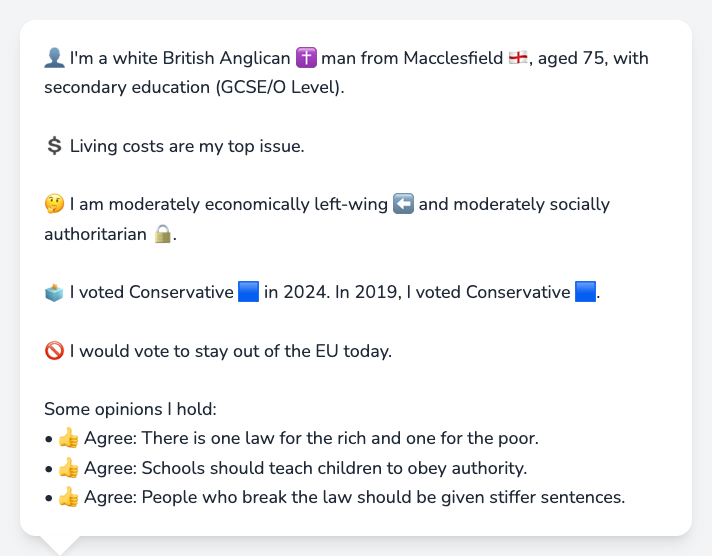 👤 I'm a white British Anglican ✝️ man from Macclesfield 🏴󠁧󠁢󠁥󠁮󠁧󠁿, aged 75, with
secondary education (GCSE/O Level).
💲 Living costs are my top issue.
🤔 I am moderately economically left-wing ⬅️ and moderately socially
authoritarian 🔒.
🗳️ I voted Conservative 🟦 in 2024. In 2019, I voted Conservative 🟦.
🚫 I would vote to stay out of the EU today.
Some opinions I hold:
• 👍 Agree: There is one law for the rich and one for the poor.
• 👍 Agree: Schools should teach children to obey authority.
• 👍 Agree: People who break the law should be given stiffer sentences.